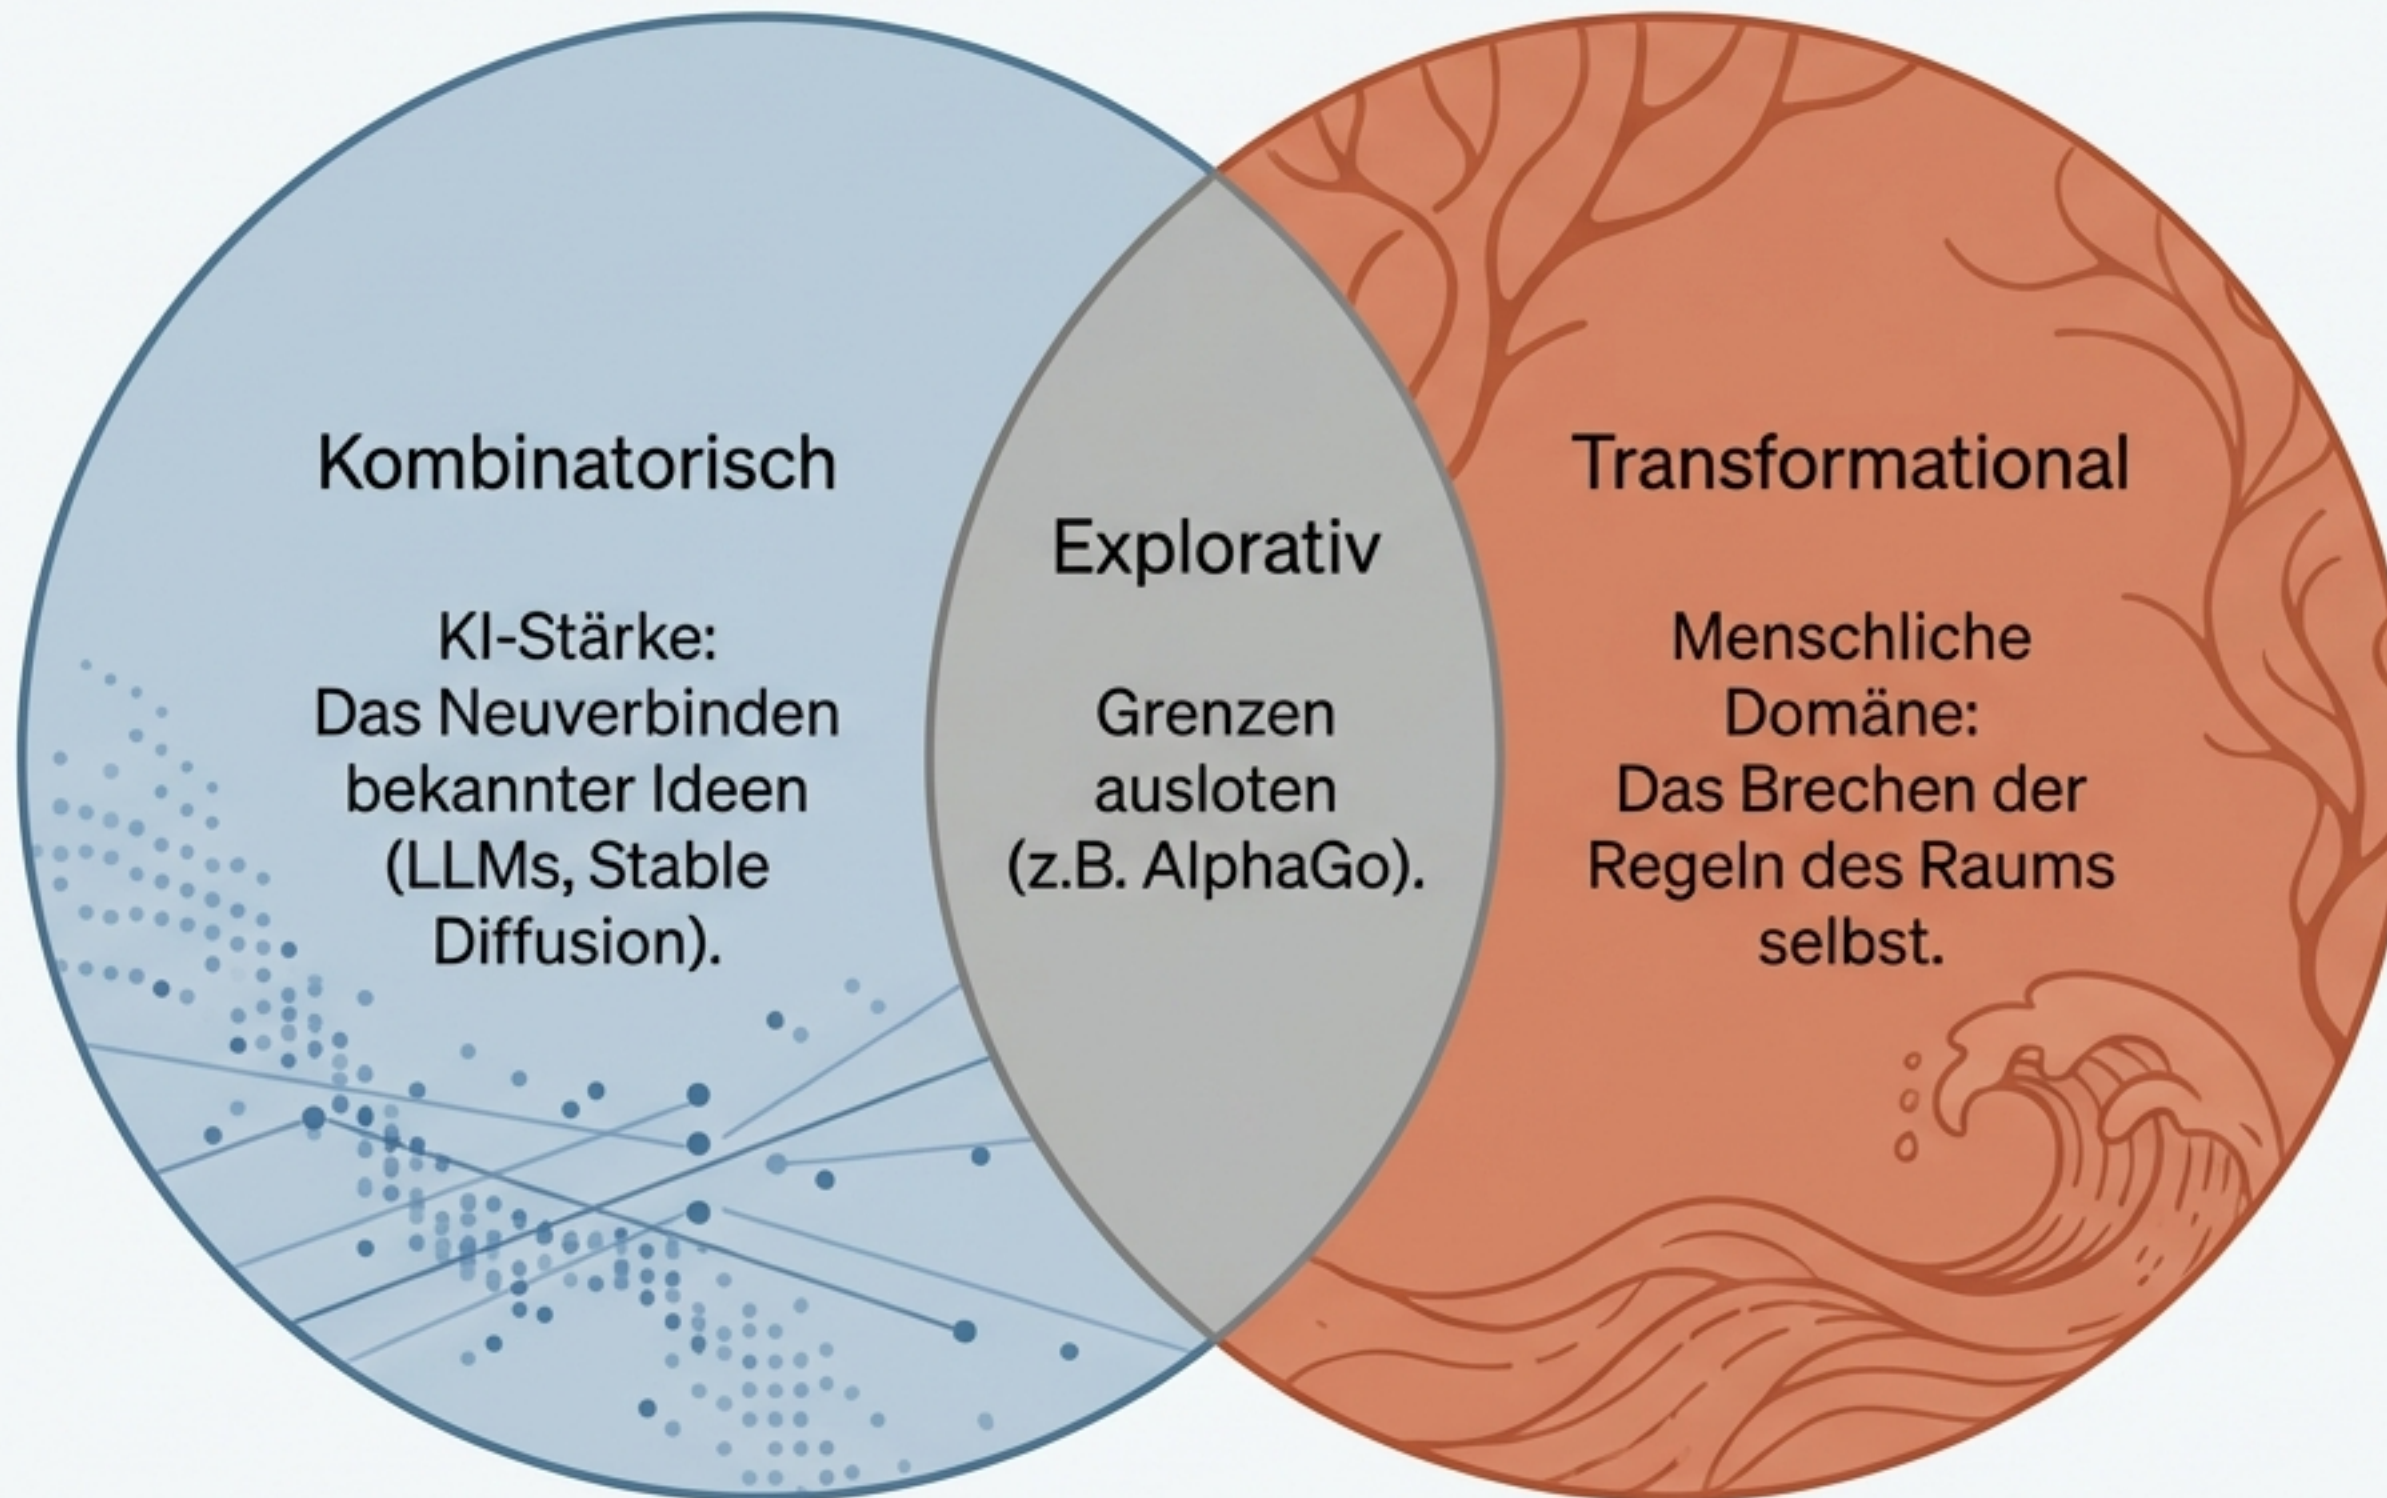 Kombinatorisch
KI-Stärke:
Das Neuverbinden
bekannter Ideen
(LLMs, Stable
Diffusion).
Explorativ
Grenzen
ausloten
(z.B. AlphaGo).
Transformational
Menschliche
Domäne:
Das Brechen der
Regeln des Raums
selbst.